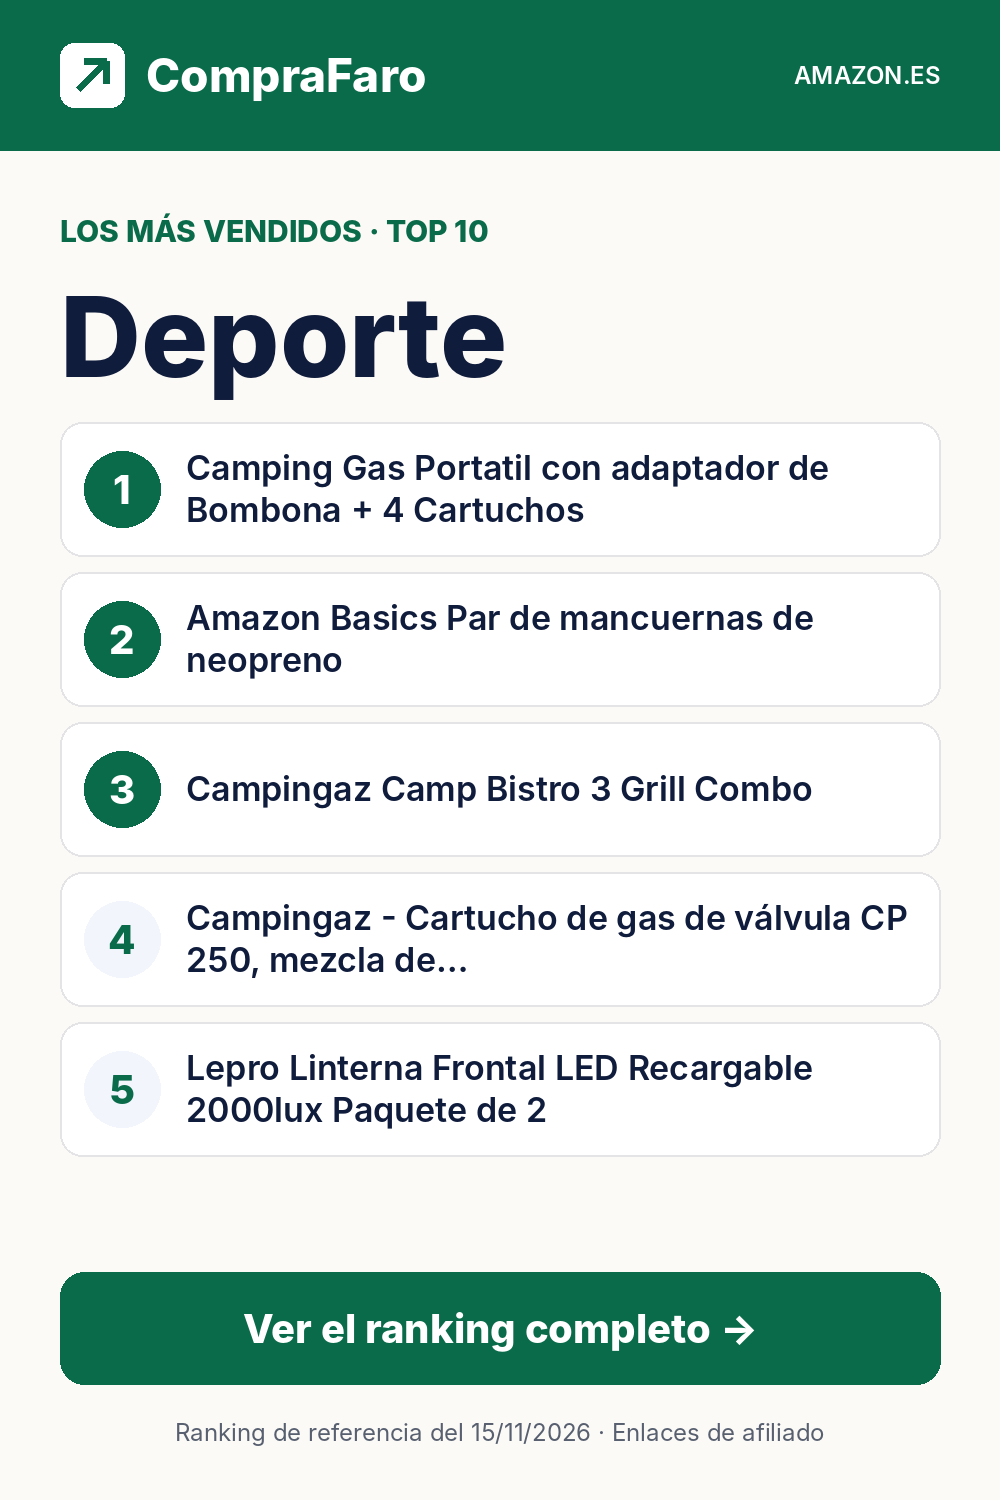 CompraFaro
AMAZON.ES
LOS MÁS VENDIDOS · TOP 10
Deporte
1
Camping Gas Portatil con adaptador de
Bombona + 4 Cartuchos
2
Amazon Basics Par de mancuernas de
neopreno
3
Campingaz Camp Bistro 3 Grill Combo
4
Campingaz - Cartucho de gas de válvula CP
250, mezcla de...
5
Lepro Linterna Frontal LED Recargable
2000lux Paquete de 2
Ver el ranking completo →
Ranking de referencia del 15/11/2026 · Enlaces de afiliado